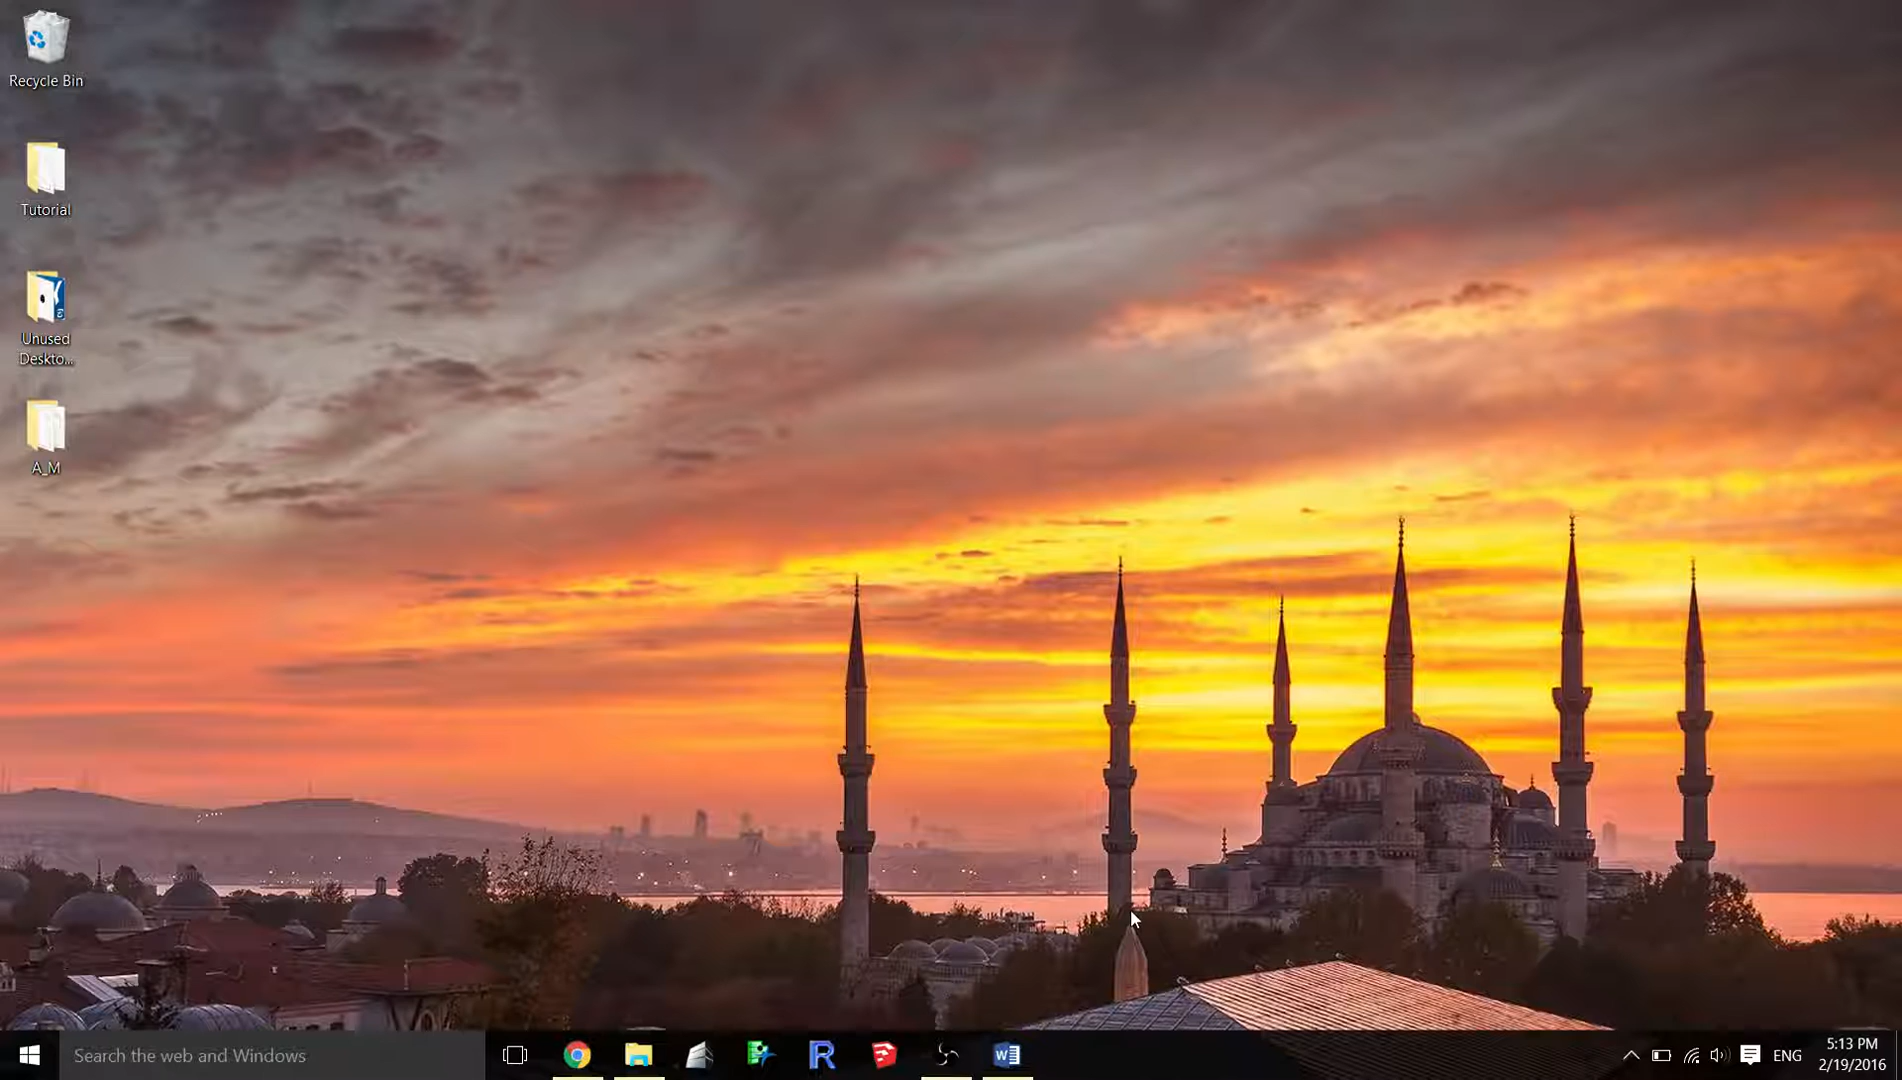 Recycle Bin
Tutorial
Unused
Deskto...
A_M
Search the web and Windows
ENG
5:13 PM
2/19/2016